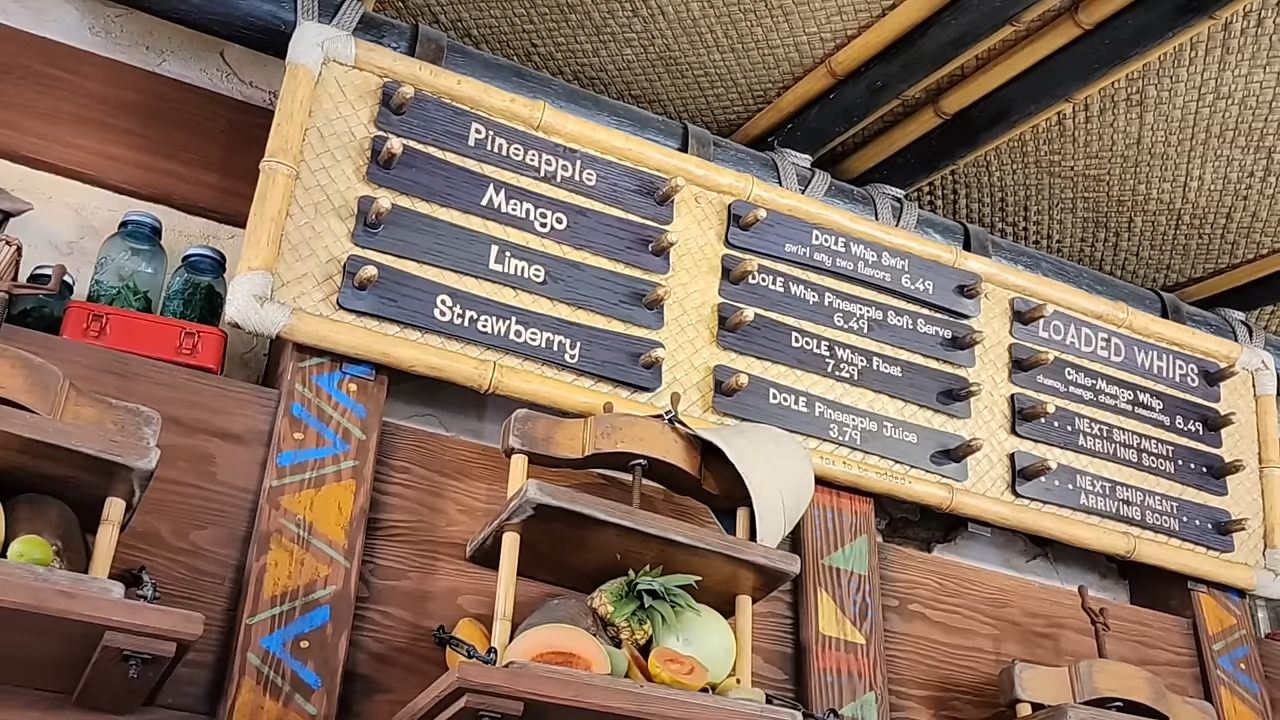 Pineapple
Mango
Lime
Strawberry
DOLE Whip Swirl
swirl any two flavors 6.49
DOLE Whip Pineapple Soft Serve
6.49
DOLE Whip Float
7.29
DOLE Pineapple Juice
3.79
tax to be added
LOADED WHIPS
Chile-Mango Whip
chamoy, mango, chile-lime seasoning 8.49
NEXT SHIPMENT
ARRIVING SOON
NEXT SHIPMENT
ARRIVING SOON